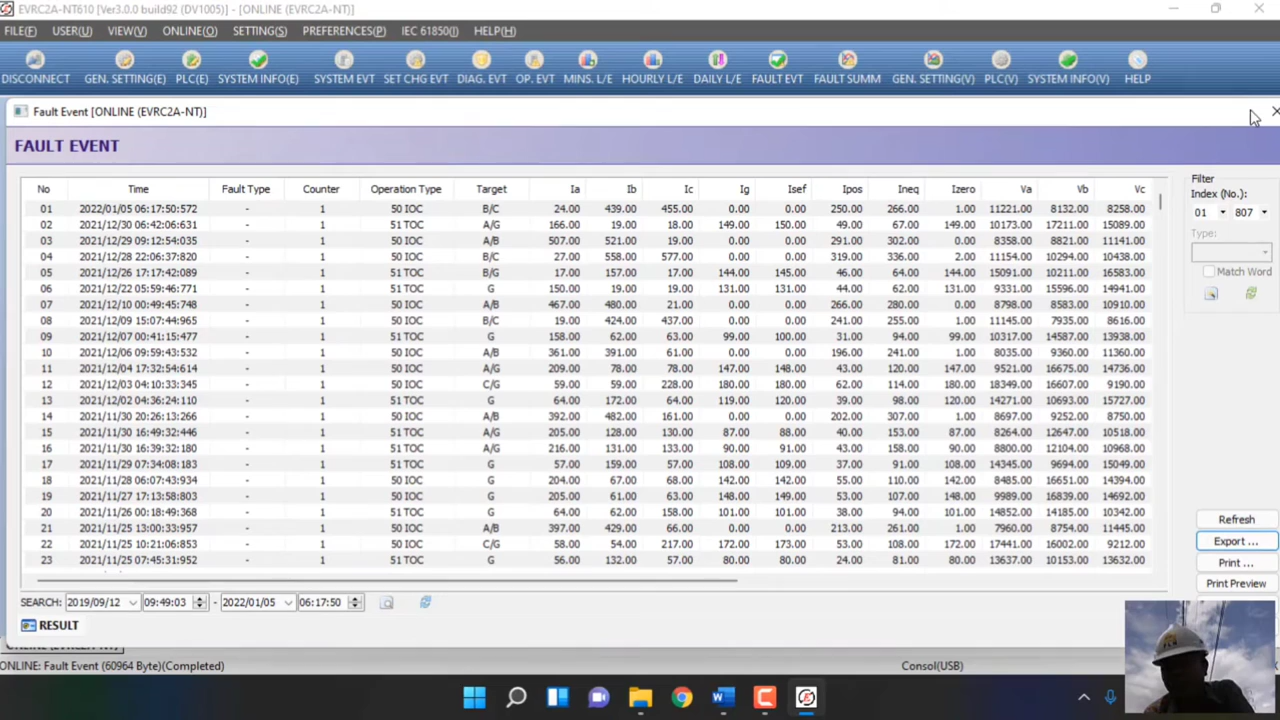 EVRC2A-NT610 [Ver3.0.0 build92 (DV1005)] - [ONLINE (EVRC2A-NT)]
FILE(F) USER(U) VIEW(V) ONLINE(O) SETTING(S) PREFERENCES(P) IEC 61850(I) HELP(H)
DISCONNECT GEN. SETTING(E) PLC(E) SYSTEM INFO(E) SYSTEM EVT SET CHG EVT DIAG. EVT OP. EVT MINS. L/E HOURLY L/E DAILY L/E FAULT EVT FAULT SUMM GEN. SETTING(V) PLC(V) SYSTEM INFO(V) HELP
Fault Event [ONLINE (EVRC2A-NT)]
FAULT EVENT
No Time Fault Type Counter Operation Type Target Ia Ib Ic Ig Isef Ipos Ineq Izero Va Vb Vc
01 2022/01/05 06:17:50:572 - 1 50 IOC B/C 24.00 439.00 455.00 0.00 0.00 250.00 266.00 1.00 11221.00 8132.00 8258.00
02 2021/12/30 06:42:06:631 - 1 51 TOC A/G 166.00 19.00 18.00 149.00 150.00 49.00 67.00 149.00 10173.00 17211.00 15089.00
03 2021/12/29 09:12:54:035 - 1 50 IOC A/B 507.00 521.00 19.00 0.00 0.00 291.00 302.00 0.00 8358.00 8821.00 11141.00
04 2021/12/28 22:06:37:820 - 1 50 IOC B/C 27.00 558.00 577.00 0.00 0.00 319.00 336.00 2.00 11154.00 10294.00 10438.00
05 2021/12/26 17:17:42:089 - 1 51 TOC B/G 17.00 157.00 17.00 144.00 145.00 46.00 64.00 144.00 15091.00 10211.00 16583.00
06 2021/12/22 05:59:46:771 - 1 51 TOC G 150.00 19.00 19.00 131.00 131.00 44.00 62.00 131.00 9331.00 15596.00 14941.00
07 2021/12/10 00:49:45:748 - 1 50 IOC A/B 467.00 480.00 21.00 0.00 0.00 266.00 280.00 0.00 8798.00 8583.00 10910.00
08 2021/12/09 15:07:44:965 - 1 50 IOC B/C 19.00 424.00 437.00 0.00 0.00 241.00 255.00 1.00 11145.00 7935.00 8616.00
09 2021/12/07 00:41:15:477 - 1 51 TOC G 158.00 62.00 63.00 99.00 100.00 31.00 94.00 99.00 10317.00 14587.00 13938.00
10 2021/12/06 09:59:43:532 - 1 50 IOC A/B 361.00 391.00 61.00 0.00 0.00 196.00 241.00 1.00 8035.00 9360.00 11360.00
11 2021/12/04 17:32:54:614 - 1 50 IOC A/G 209.00 78.00 78.00 147.00 148.00 43.00 120.00 147.00 9521.00 16675.00 14736.00
12 2021/12/03 04:10:33:345 - 1 50 IOC C/G 59.00 59.00 228.00 180.00 180.00 62.00 114.00 180.00 18349.00 16607.00 9190.00
13 2021/12/02 04:36:24:110 - 1 51 TOC G 64.00 172.00 64.00 119.00 120.00 39.00 98.00 120.00 14271.00 10693.00 15727.00
14 2021/11/30 20:26:13:266 - 1 50 IOC A/B 392.00 482.00 161.00 0.00 0.00 202.00 307.00 1.00 8697.00 9252.00 8750.00
15 2021/11/30 16:49:32:446 - 1 51 TOC A/G 205.00 128.00 130.00 87.00 88.00 40.00 153.00 87.00 8264.00 12647.00 10518.00
16 2021/11/30 16:39:32:180 - 1 51 TOC A/G 216.00 131.00 133.00 90.00 91.00 43.00 158.00 90.00 8800.00 12104.00 10968.00
17 2021/11/29 07:34:08:183 - 1 51 TOC G 57.00 159.00 57.00 108.00 109.00 37.00 91.00 108.00 14345.00 9694.00 15049.00
18 2021/11/28 06:07:43:934 - 1 51 TOC G 204.00 67.00 68.00 142.00 142.00 55.00 110.00 142.00 8485.00 16651.00 14394.00
19 2021/11/27 17:13:58:803 - 1 51 TOC G 205.00 61.00 63.00 148.00 149.00 53.00 107.00 148.00 9989.00 16839.00 14692.00
20 2021/11/26 00:18:49:368 - 1 51 TOC G 64.00 62.00 158.00 101.00 101.00 38.00 94.00 101.00 14852.00 14185.00 10342.00
21 2021/11/25 13:00:33:957 - 1 50 IOC A/B 397.00 429.00 66.00 0.00 0.00 213.00 261.00 1.00 7960.00 8754.00 11445.00
22 2021/11/25 10:21:06:853 - 1 50 IOC C/G 58.00 54.00 217.00 172.00 173.00 53.00 108.00 172.00 17441.00 16002.00 9212.00
23 2021/11/25 07:45:31:952 - 1 51 TOC G 56.00 132.00 57.00 80.00 80.00 24.00 81.00 80.00 13637.00 10153.00 13632.00
Filter
Index (No.):
01 - 807
Type:
Match Word
Refresh
Export ...
Print ...
Print Preview
SEARCH: 2019/09/12 09:49:03 - 2022/01/05 06:17:50
RESULT
ONLINE: Fault Event (60964 Byte)(Completed) Consol(USB)